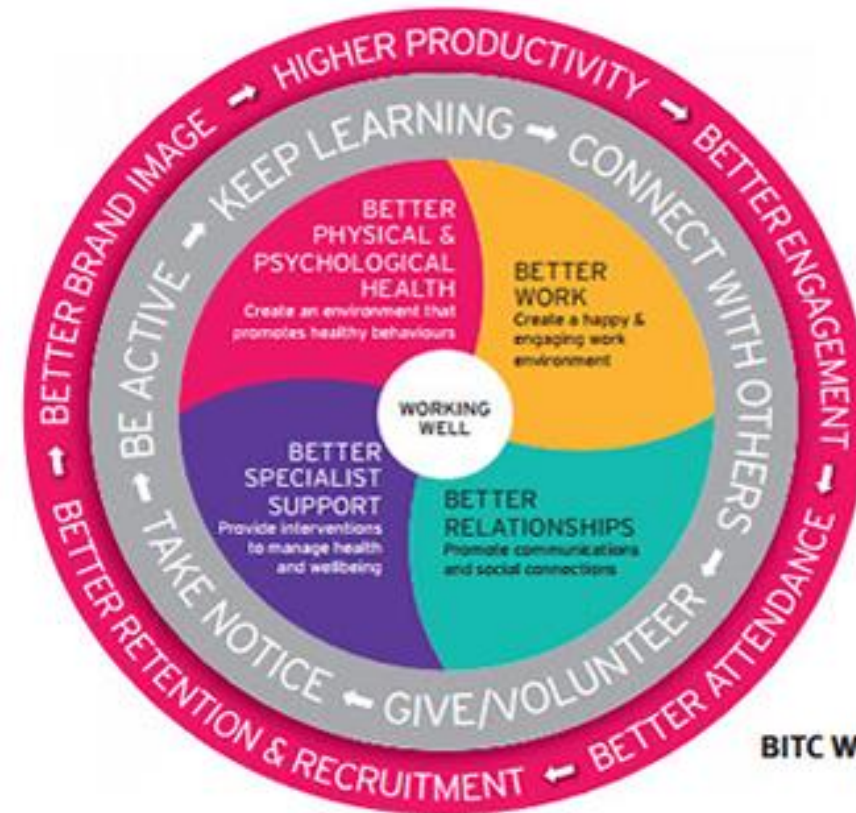 HIGHER PRODUCTIVITY
BETTER ENGAGEMENT
BETTER ATTENDANCE
BETTER RETENTION & RECRUITMENT
BETTER BRAND IMAGE
KEEP LEARNING
CONNECT WITH OTHERS
GIVE/VOLUNTEER
TAKE NOTICE
BE ACTIVE
BETTER
PHYSICAL &
PSYCHOLOGICAL
HEALTH
Create an environment that
promotes healthy behaviours
BETTER
WORK
Create a happy &
engaging work
environment
WORKING
WELL
BETTER
SPECIALIST
SUPPORT
Provide interventions
to manage health
and wellbeing
BETTER
RELATIONSHIPS
Promote communications
and social connections
BITC W